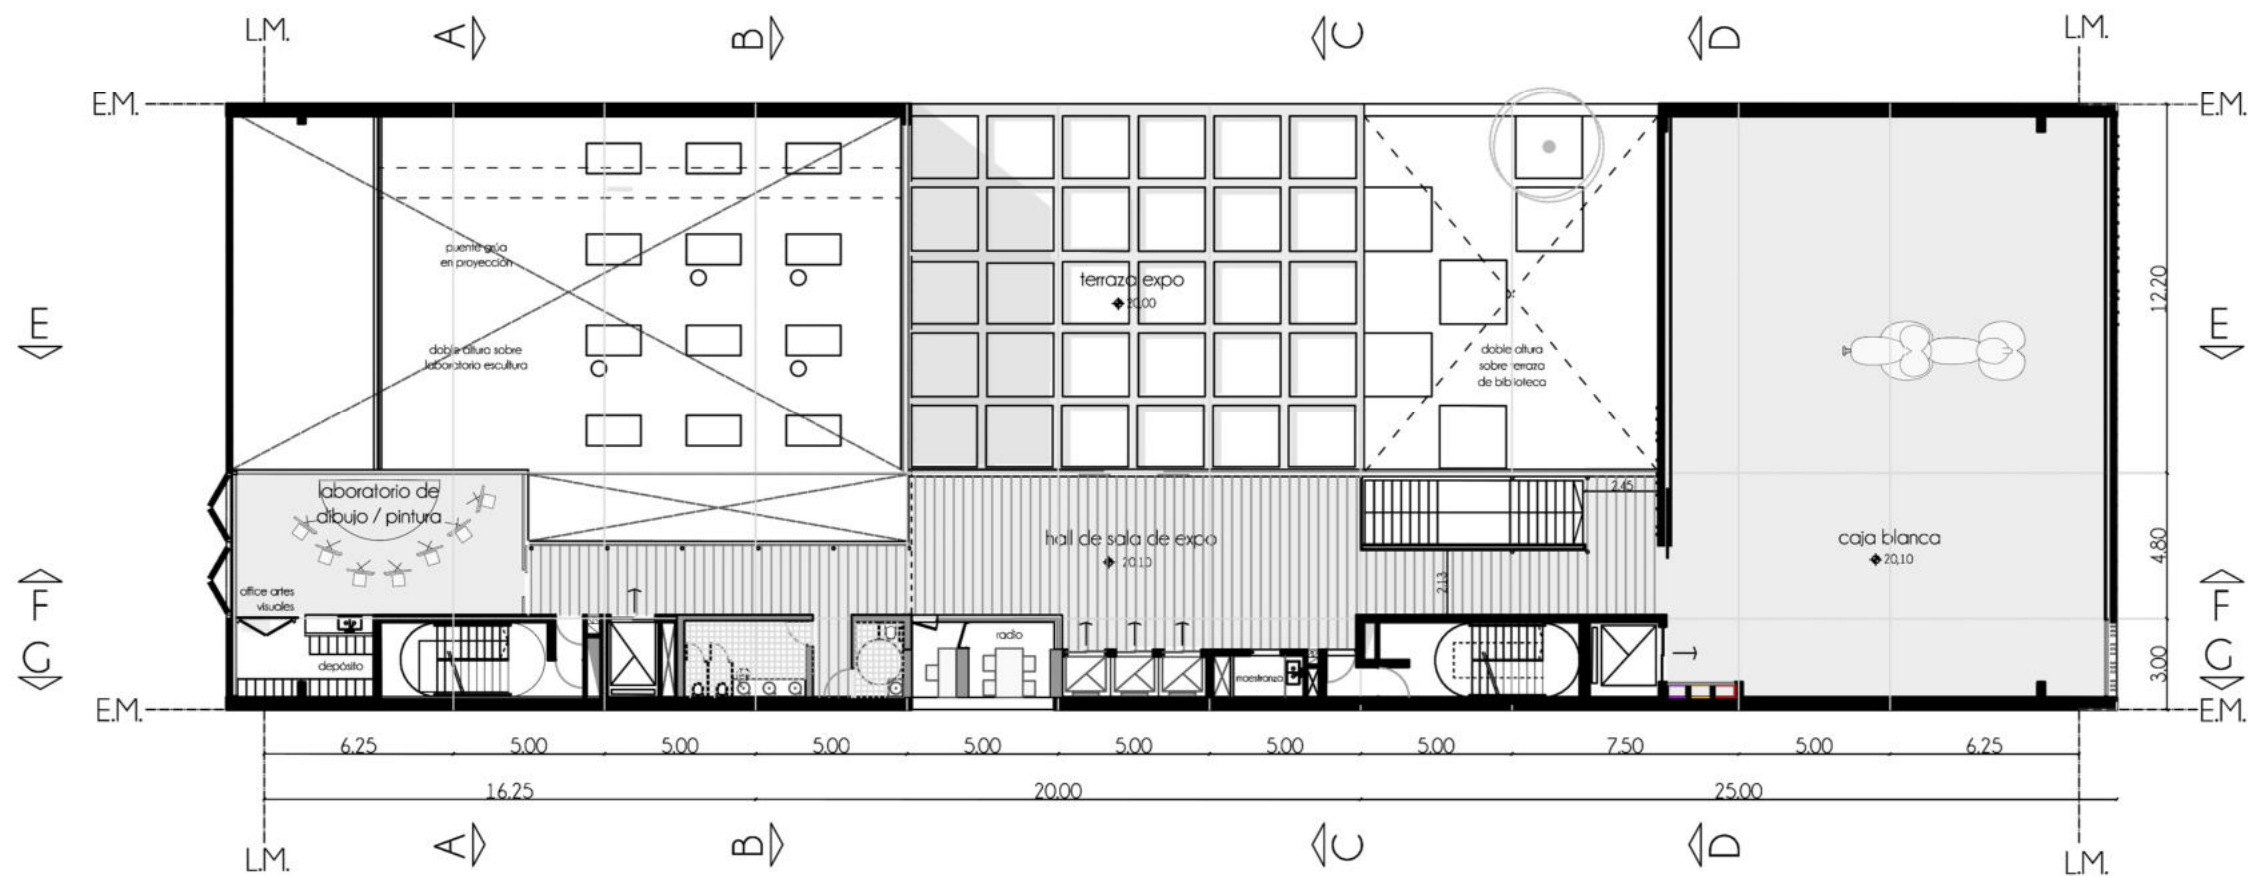 L.M.
A
B
C
D
L.M.
E.M.
E.M.
puente grúa
en proyección
terraza expo
20,00
12.20
E
E
doble altura sobre
laboratorio escultura
doble altura
sobre terraza
de biblioteca
laboratorio de
dibujo / pintura
2.45
hall de sala de expo
20.10
caja blanca
20,10
4.80
2.13
F
F
office artes
visuales
radio
G
G
depósito
maestranza
3.00
E.M.
E.M.
6.25
5.00
5.00
5.00
5.00
5.00
5.00
5.00
7.50
5.00
6.25
16.25
20.00
25.00
L.M.
A
B
C
D
L.M.